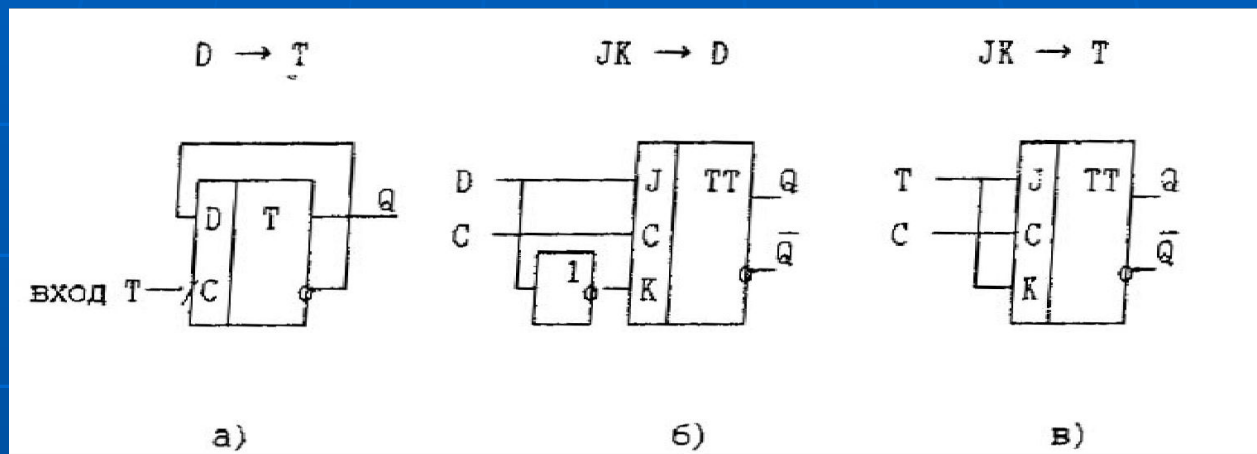 D → T
JK → D
JK → T
D T Q
вход T C
D J TT Q
C C Q̅
1 K
T J TT Q
C C Q̅
K
а)
б)
в)